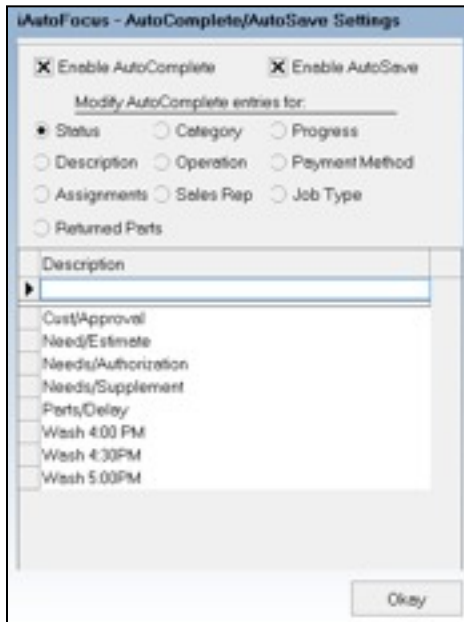 iAutoFocus - AutoComplete/AutoSave Settings
Enable AutoComplete Enable AutoSave
Modify AutoComplete entries for:
Status Category Progress
Description Operation Payment Method
Assignments Sales Rep Job Type
Returned Parts
Description
Cust/Approval
Need/Estimate
Needs/Authorization
Needs/Supplement
Parts/Delay
Wash 4:00 PM
Wash 4:30PM
Wash 5:00PM
Okay